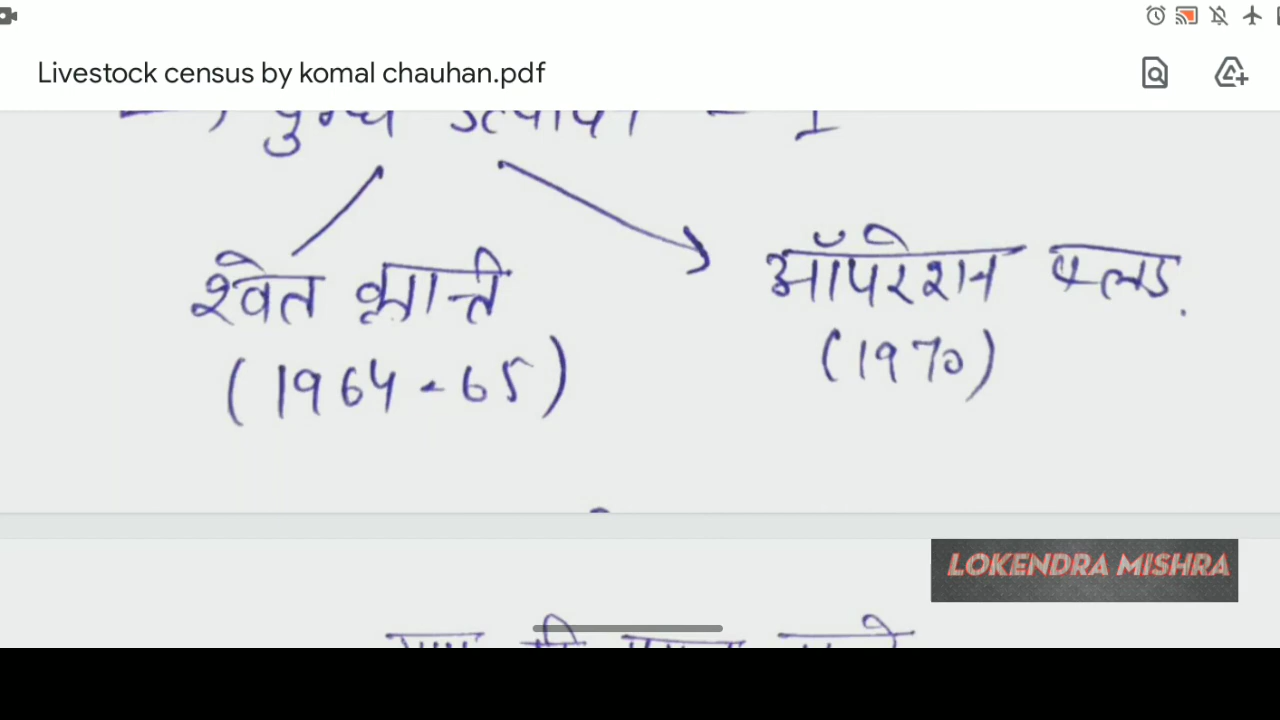 Livestock census by komal chauhan.pdf
श्वेत क्रान्ति ऑपरेशन फ्लड.
(1964-65) (1970)
LOKENDRA MISHRA